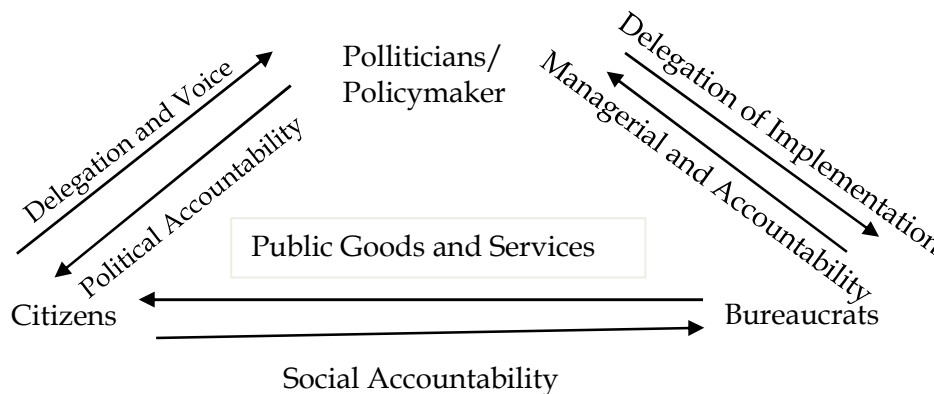 Polliticians/
Policymaker
Delegation and Voice
Political Accountability
Delegation of Implementation
Managerial and Accountability
Public Goods and Services
Citizens
Bureaucrats
Social Accountability